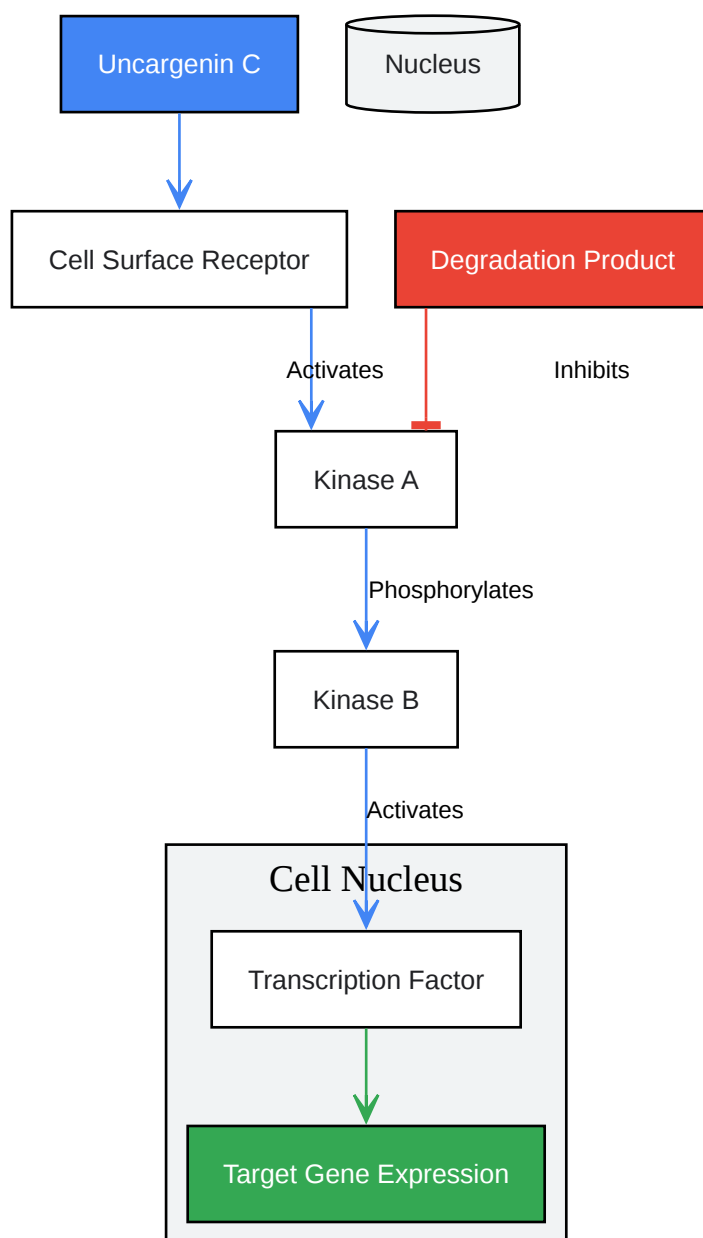 Uncargenin C
Nucleus
Cell Surface Receptor
Degradation Product
Activates
Inhibits
Kinase A
Phosphorylates
Kinase B
Activates
Cell Nucleus
Transcription Factor
Target Gene Expression